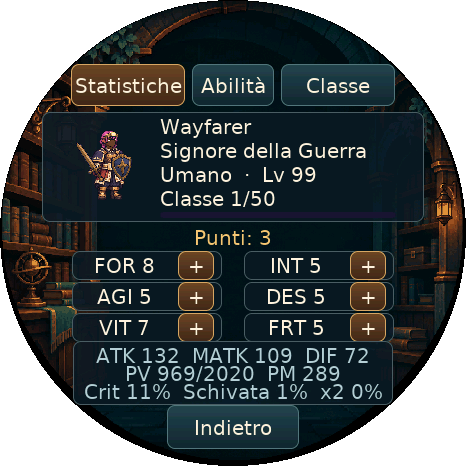 Statistiche Abilità Classe
Wayfarer
Signore della Guerra
Umano · Lv 99
Classe 1/50
Punti: 3
FOR 8 + INT 5 +
AGI 5 + DES 5 +
VIT 7 + FRT 5 +
ATK 132 MATK 109 DIF 72
PV 969/2020 PM 289
Crit 11% Schivata 1% x2 0%
Indietro